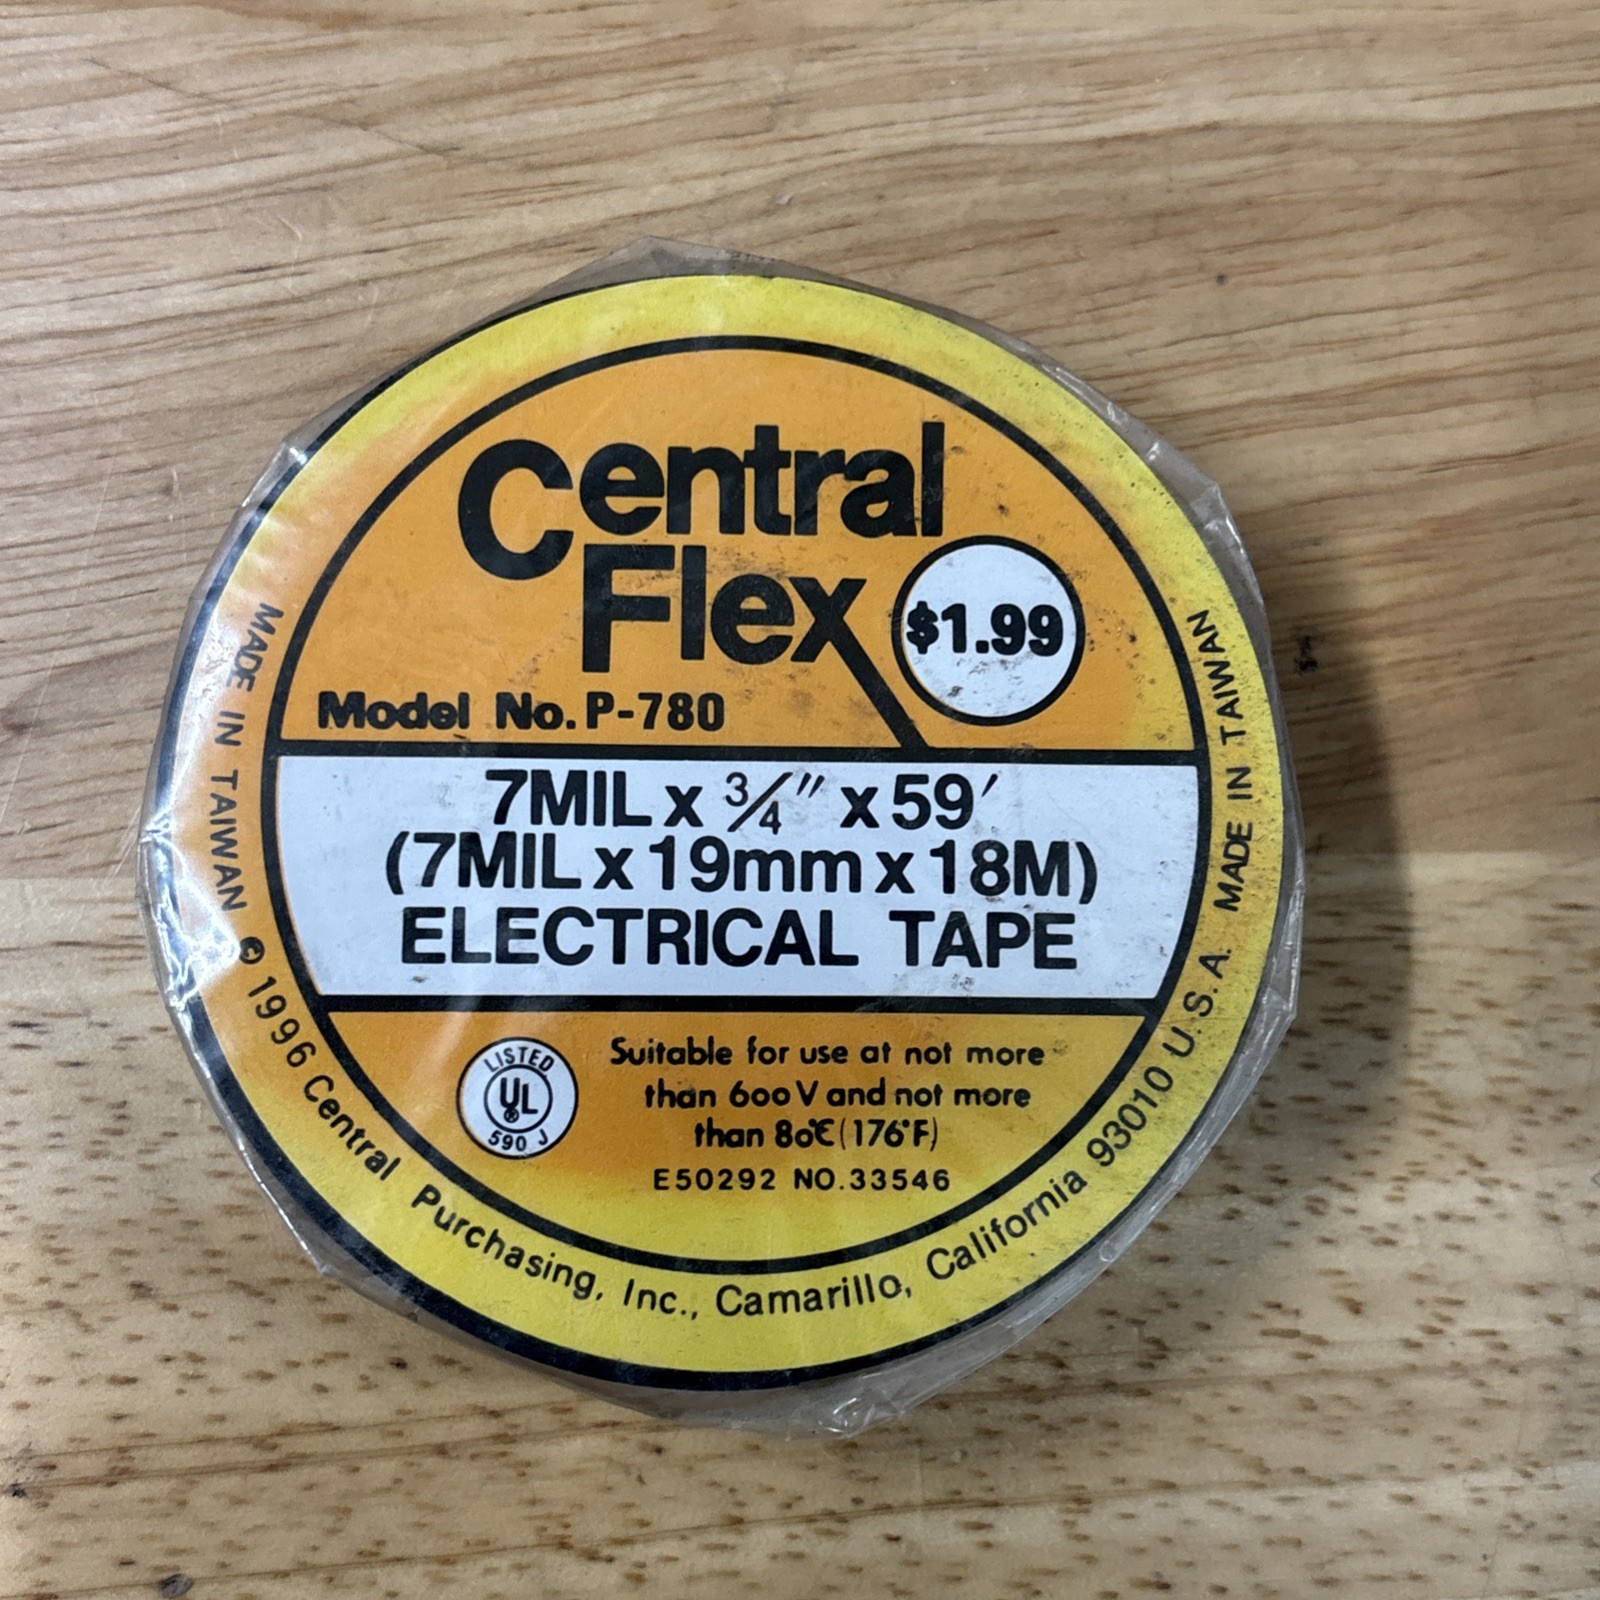 Central
Flex
$1.99
Model No. P-780
7MIL x 3/4" x 59'
(7MIL x 19mm x 18M)
ELECTRICAL TAPE
LISTED
UL
®
590 J
Suitable for use at not more
than 600 V and not more
than 80℃ (176°F)
E50292 NO.33546
MADE IN TAIWAN © 1996 Central Purchasing, Inc., Camarillo, California 93010 U.S.A. MADE IN TAIWAN